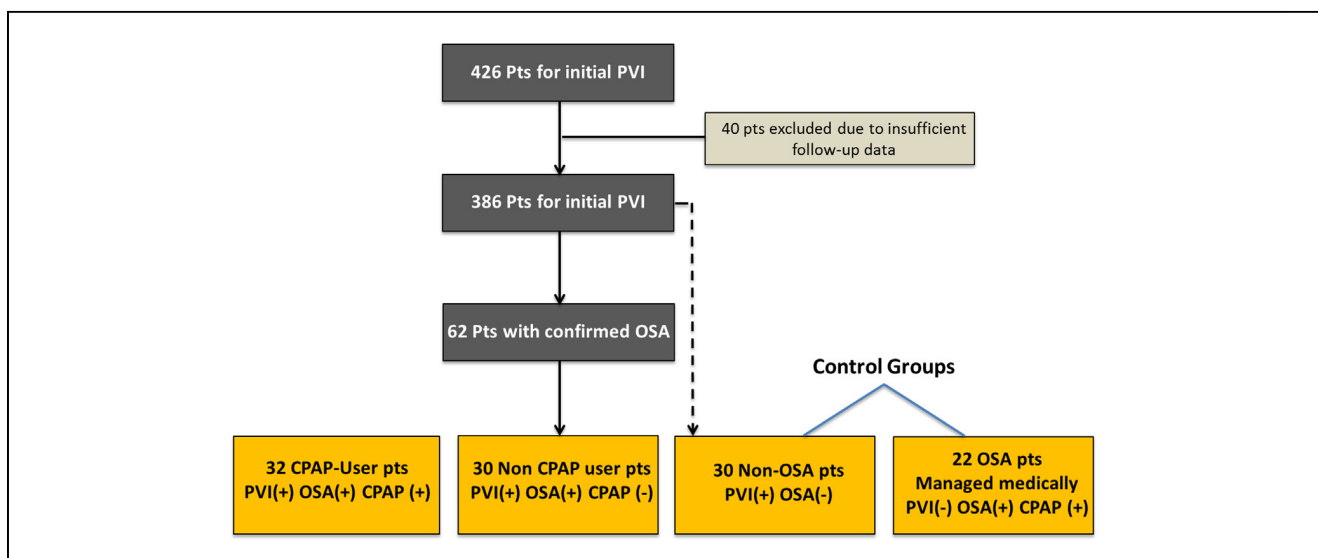 426 Pts for initial PVI
40 pts excluded due to insufficient
follow-up data
386 Pts for initial PVI
62 Pts with confirmed OSA
Control Groups
32 CPAP-User pts
PVI(+) OSA(+) CPAP (+)
30 Non CPAP user pts
PVI(+) OSA(+) CPAP (-)
30 Non-OSA pts
PVI(+) OSA(-)
22 OSA pts
Managed medically
PVI(-) OSA(+) CPAP (+)